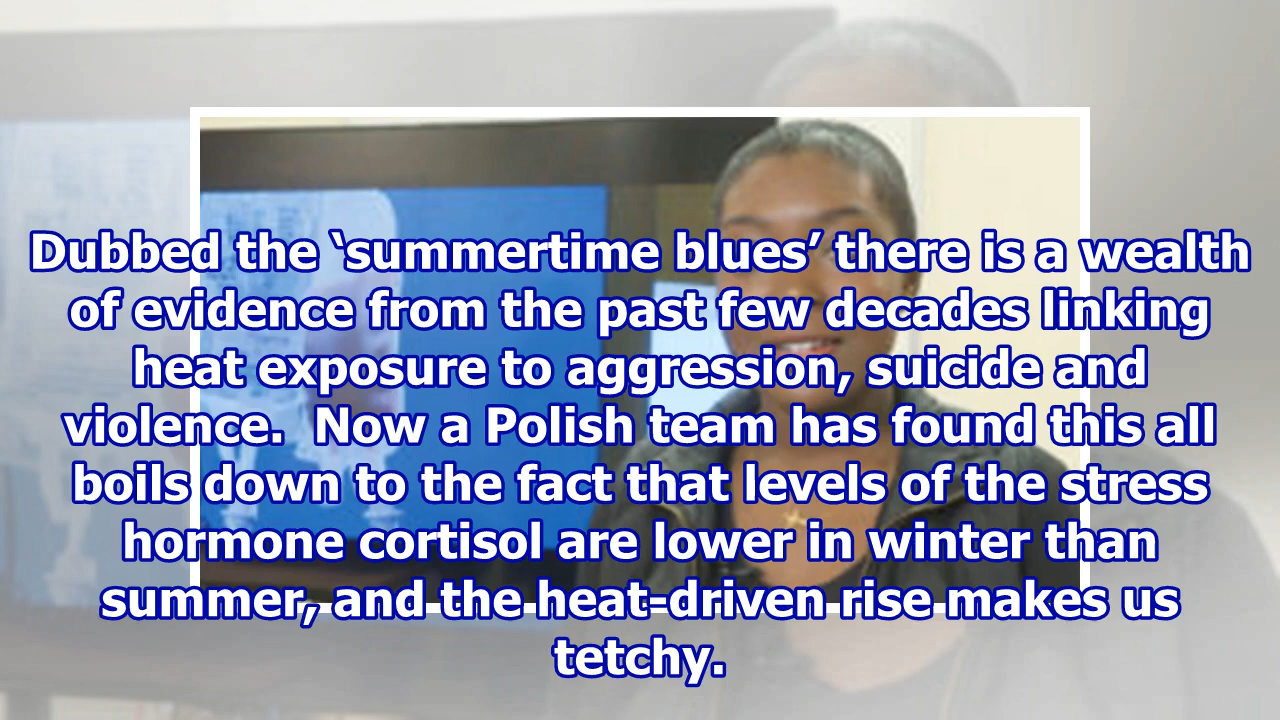 Dubbed the ‘summertime blues’ there is a wealth
of evidence from the past few decades linking
heat exposure to aggression, suicide and
violence.  Now a Polish team has found this all
boils down to the fact that levels of the stress
hormone cortisol are lower in winter than
summer, and the heat-driven rise makes us
tetchy.